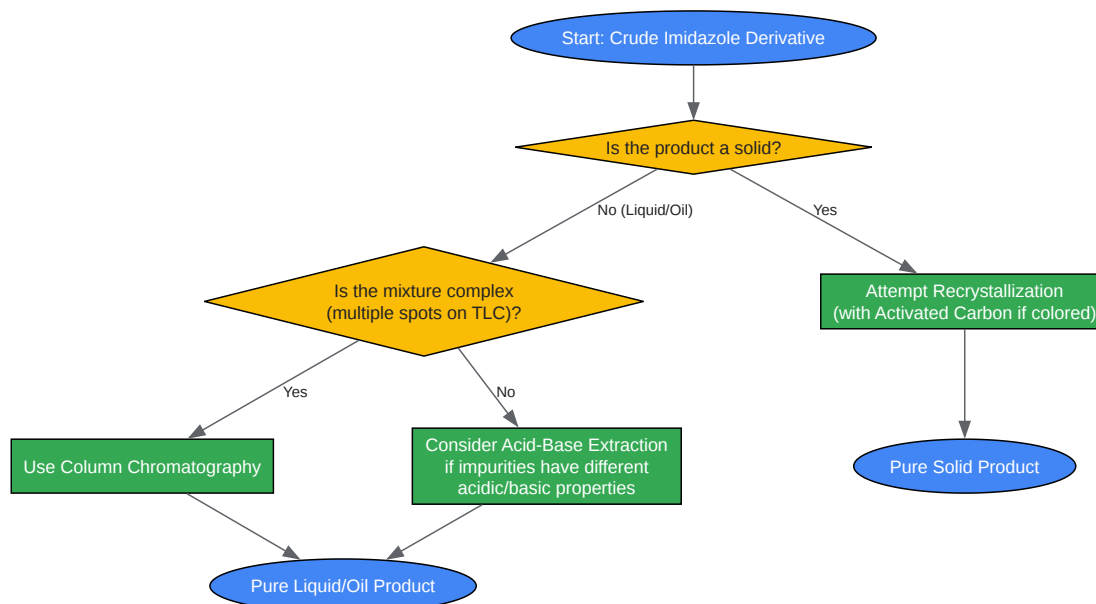 Start: Crude Imidazole Derivative
Is the product a solid?
No (Liquid/Oil)
Yes
Is the mixture complex
(multiple spots on TLC)?
Attempt Recrystallization
(with Activated Carbon if colored)
Yes
No
Use Column Chromatography
Consider Acid-Base Extraction
if impurities have different
acidic/basic properties
Pure Solid Product
Pure Liquid/Oil Product